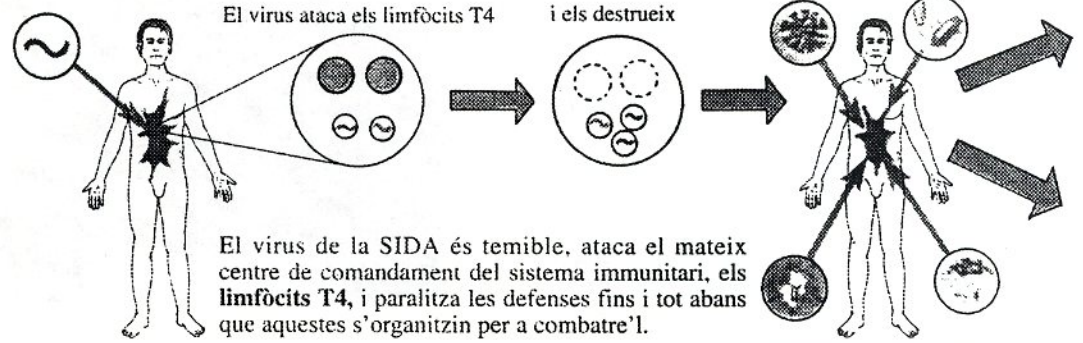 El virus ataca els limfòcits T4
i els destrueix
El virus de la SIDA és temible, ataca el mateix
centre de comandament del sistema immunitari, els
limfòcits T4, i paralitza les defenses fins i tot abans
que aquestes s'organitzin per a combatre'l.